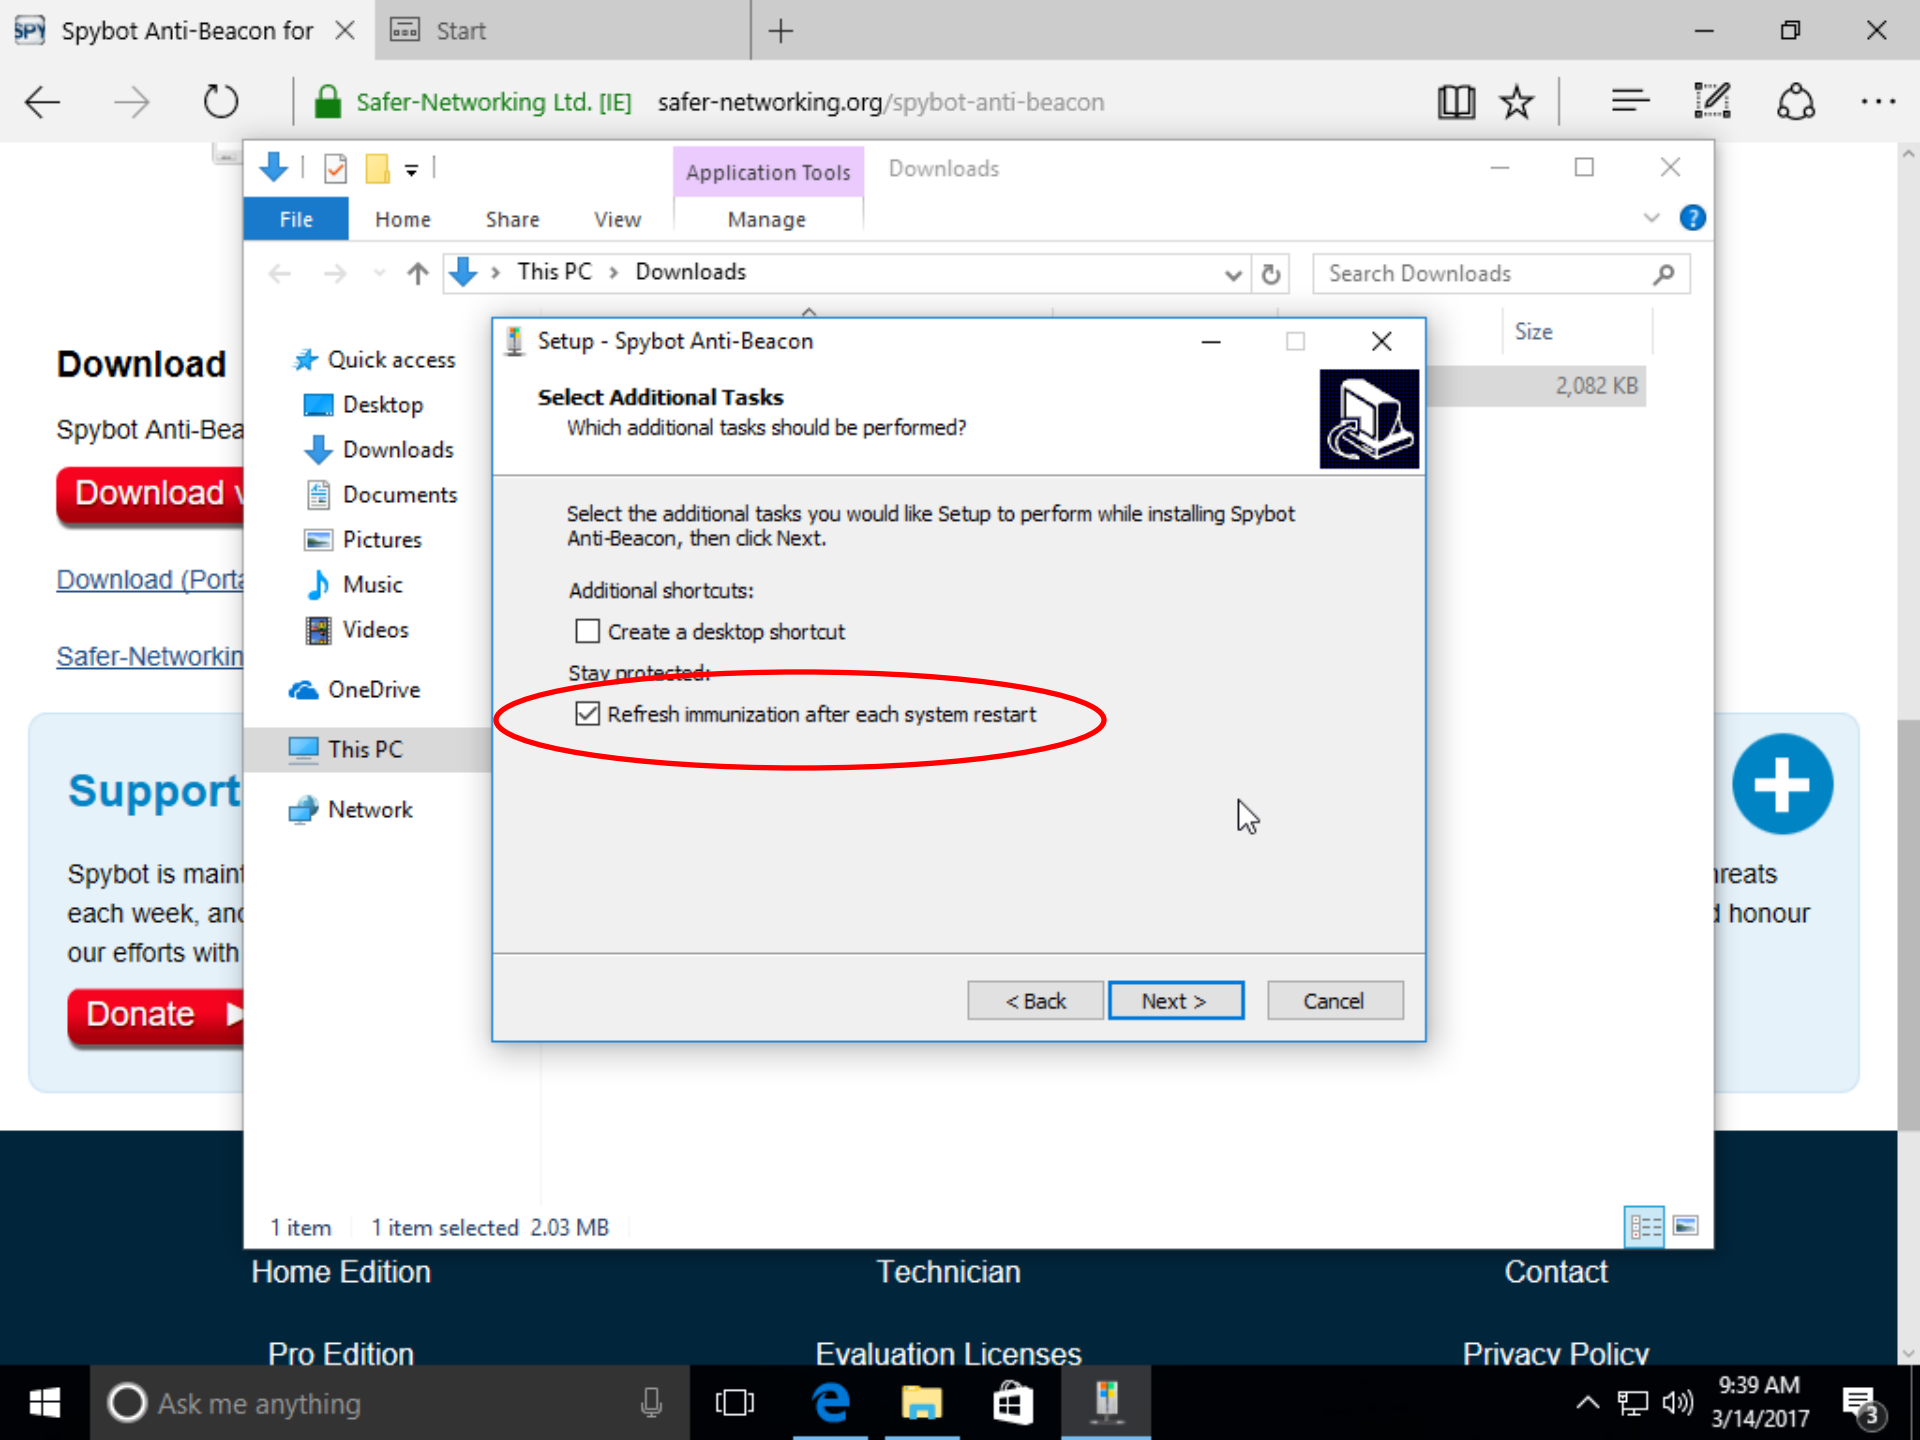 Spybot Anti-Beacon for
Start
Safer-Networking Ltd. [IE] safer-networking.org/spybot-anti-beacon
Application Tools
Downloads
File
Home
Share
View
Manage
This PC > Downloads
Search Downloads
Size
2,082 KB
Quick access
Desktop
Downloads
Documents
Pictures
Music
Videos
OneDrive
This PC
Network
Setup - Spybot Anti-Beacon
Select Additional Tasks
Which additional tasks should be performed?
Select the additional tasks you would like Setup to perform while installing Spybot
Anti-Beacon, then click Next.
Additional shortcuts:
Create a desktop shortcut
Stay protected:
Refresh immunization after each system restart
< Back
Next >
Cancel
1 item
1 item selected 2.03 MB
Download
Spybot Anti-Bea
Download v
Download (Porta
Safer-Networkin
Support
Spybot is maint
each week, and
our efforts with
Donate
reats
honour
Home Edition
Technician
Contact
Pro Edition
Evaluation Licenses
Privacy Policy
Ask me anything
9:39 AM
3/14/2017
3